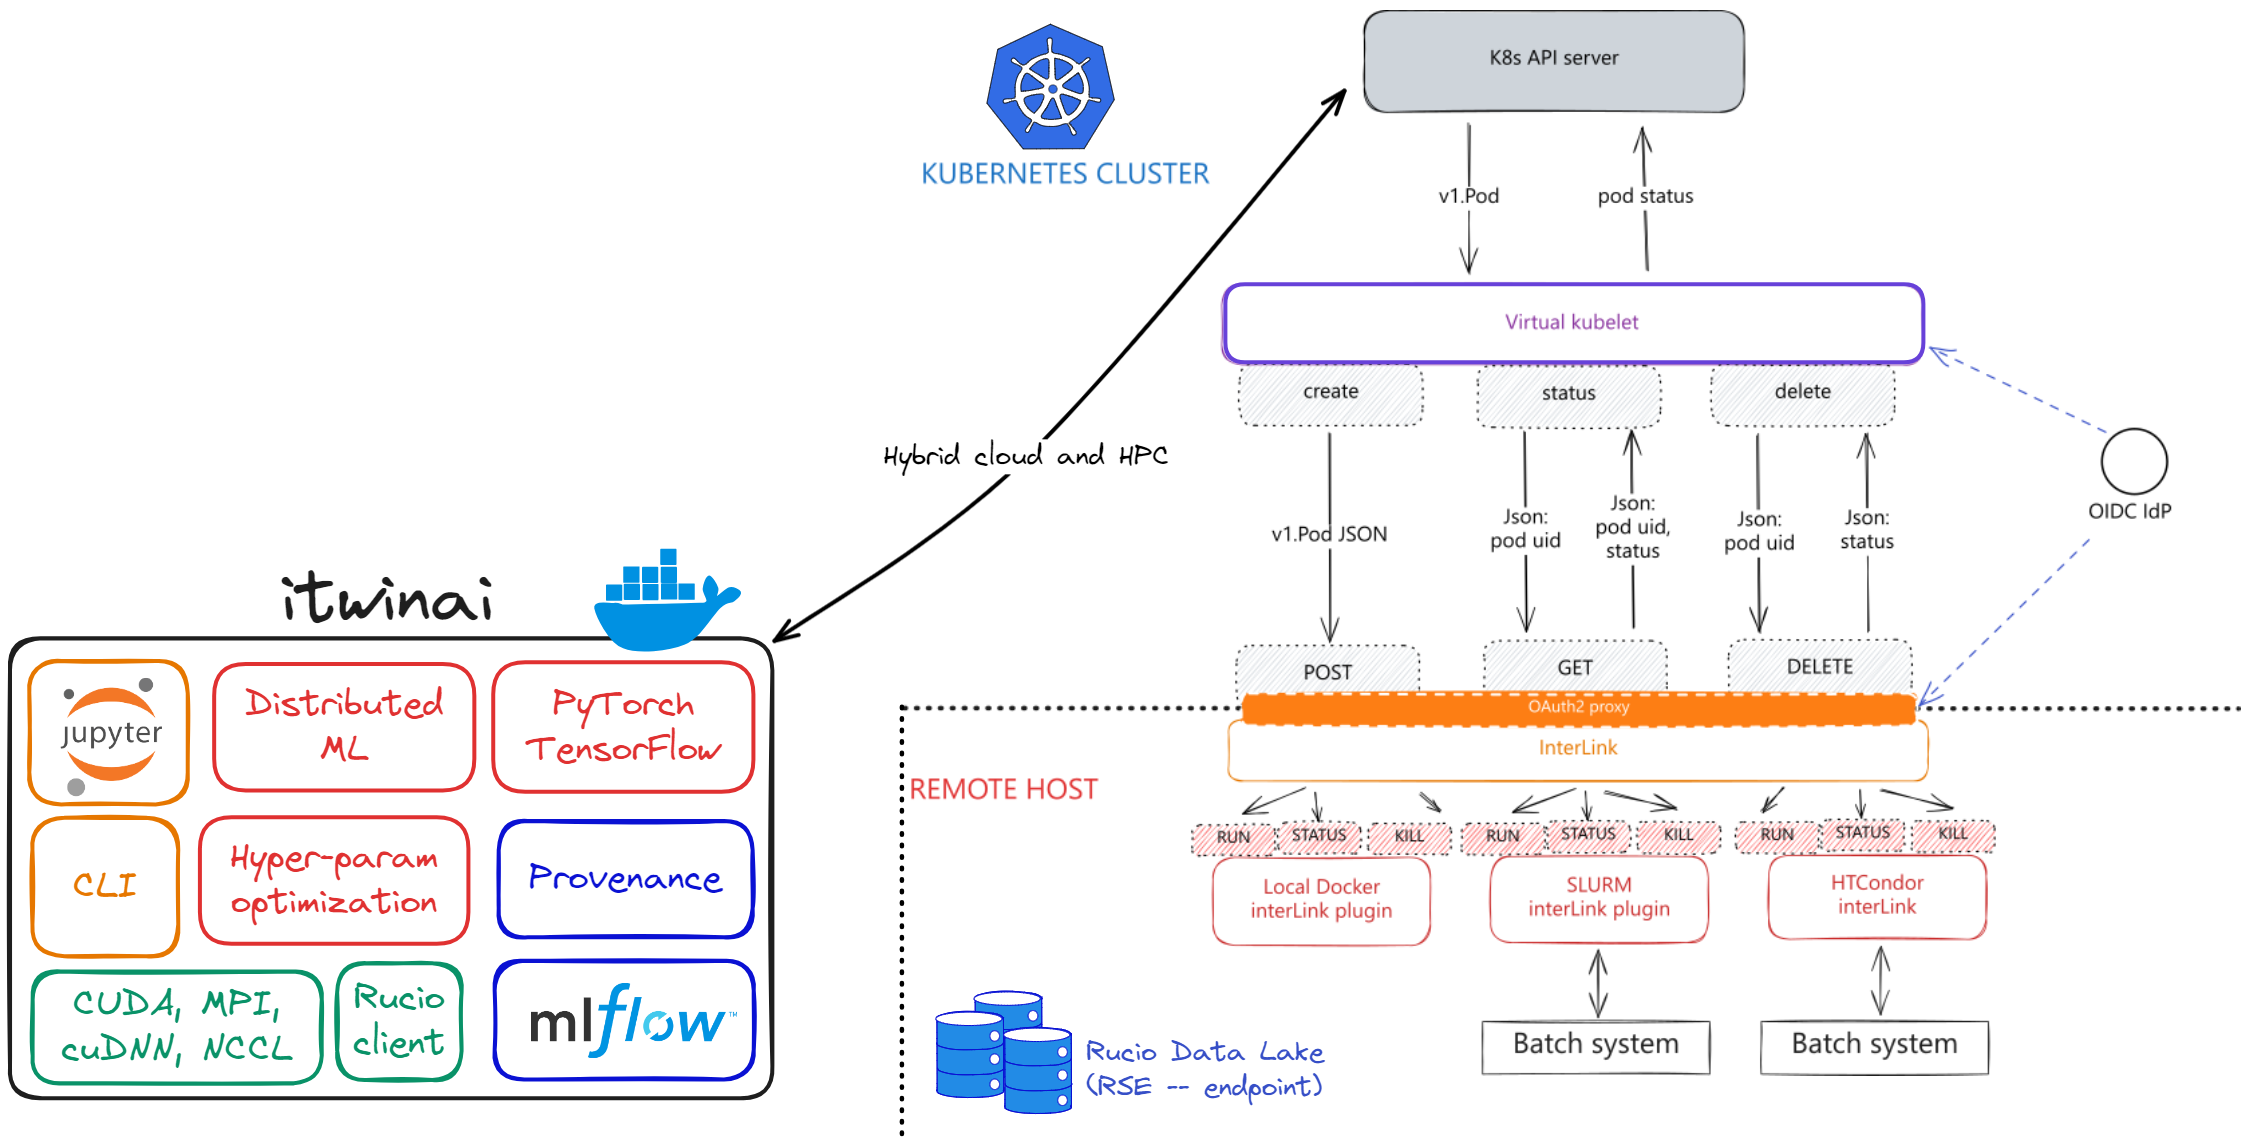 K8s API server
KUBERNETES CLUSTER
v1.Pod
pod status
Virtual kubelet
create
status
delete
Hybrid cloud and HPC
v1.Pod JSON
Json:
pod uid
Json:
pod uid,
status
Json:
pod uid
Json:
status
OIDC IdP
POST
GET
DELETE
OAuth2 proxy
InterLink
REMOTE HOST
RUN
STATUS
KILL
RUN
STATUS
KILL
RUN
STATUS
KILL
Local Docker
interLink plugin
SLURM
interLink plugin
HTCondor
interLink
Batch system
Batch system
Rucio Data Lake
(RSE -- endpoint)
itwinai
jupyter
Distributed
ML
PyTorch
TensorFlow
CLI
Hyper-param
optimization
Provenance
CUDA, MPI,
cuDNN, NCCL
Rucio
client
mlflow™